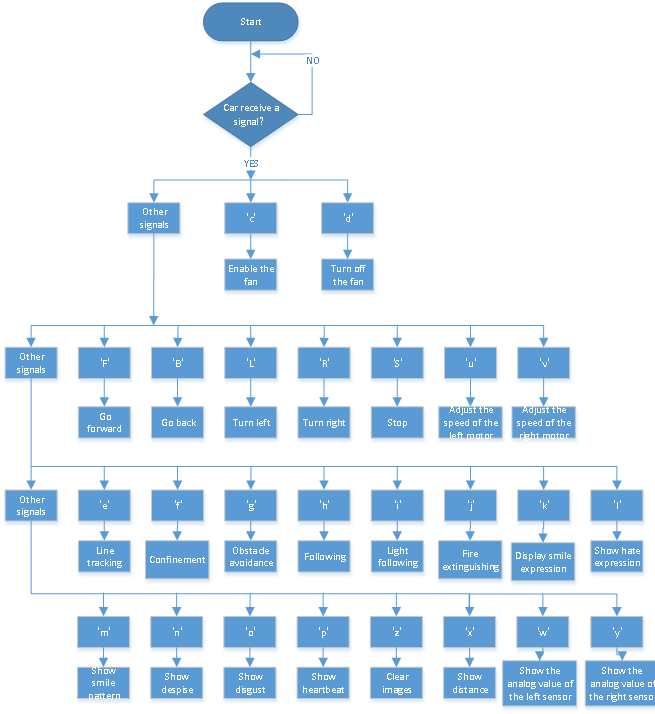 Start
NO
Car receive a
signal?
YES
Other
signals
'c'
'd'
Enable the
fan
Turn off
the fan
Other
signals
'F'
'B'
'L'
'R'
'S'
'u'
'v'
Go
forward
Go back
Turn left
Turn right
Stop
Adjust the
speed of the
left motor
Adjust the
speed of the
right motor
Other
signals
'e'
'f'
'g'
'h'
'i'
'j'
'k'
'l'
Line
tracking
Confinement
Obstacle
avoidance
Following
Light
following
Fire
extinguishing
Display smile
expression
Show hate
expression
'm'
'n'
'o'
'p'
'z'
'x'
'w'
'y'
Show
smile
pattern
Show
despise
Show
disgust
Show
heartbeat
Clear
images
Show
distance
Show the
analog value of
the left sensor
Show the
analog value of
the right sensor